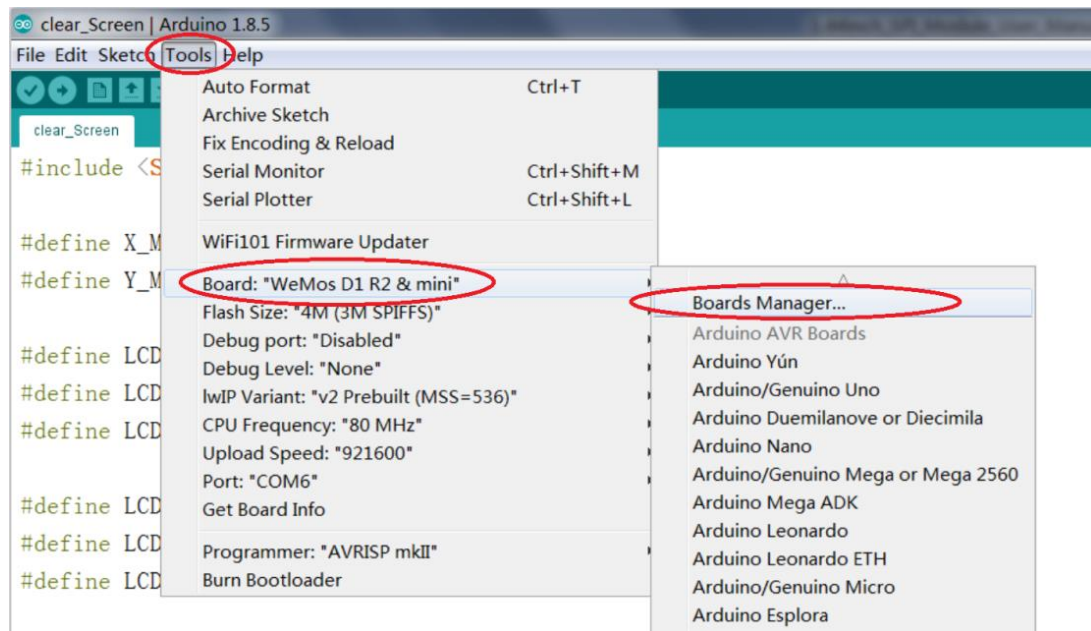 clear_Screen | Arduino 1.8.5
File Edit Sketch Tools Help
clear_Screen
#include <S
#define X_M
#define Y_M
#define LCD
#define LCD
#define LCD
#define LCD
#define LCD
#define LCD
Auto Format Ctrl+T
Archive Sketch
Fix Encoding & Reload
Serial Monitor Ctrl+Shift+M
Serial Plotter Ctrl+Shift+L
WiFi101 Firmware Updater
Board: "WeMos D1 R2 & mini"
Flash Size: "4M (3M SPIFFS)"
Debug port: "Disabled"
Debug Level: "None"
lwIP Variant: "v2 Prebuilt (MSS=536)"
CPU Frequency: "80 MHz"
Upload Speed: "921600"
Port: "COM6"
Get Board Info
Programmer: "AVRISP mkII"
Burn Bootloader
Boards Manager...
Arduino AVR Boards
Arduino Yún
Arduino/Genuino Uno
Arduino Duemilanove or Diecimila
Arduino Nano
Arduino/Genuino Mega or Mega 2560
Arduino Mega ADK
Arduino Leonardo
Arduino Leonardo ETH
Arduino/Genuino Micro
Arduino Esplora